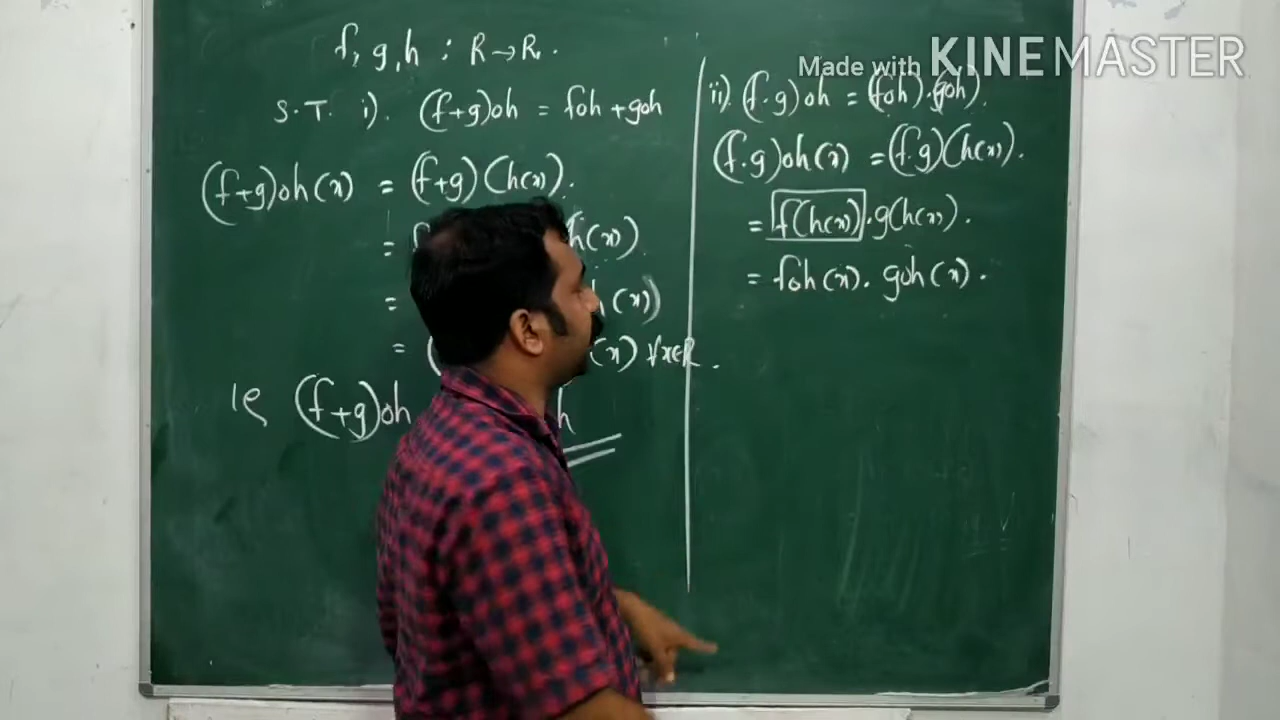 f, g, h : R → R.
S.T. i). (f+g)oh = foh + goh
(f+g)oh(x) = (f+g)(h(x)).
= h(x))
= (x)
= ( (x) ∀x∈R.
ie (f+g)oh h
Made with KINEMASTER
ii). (f·g)oh = (foh)·(goh).
(f·g)oh(x) = (f·g)(h(x)).
= f(h(x)).g(h(x)).
= foh(x). goh(x).